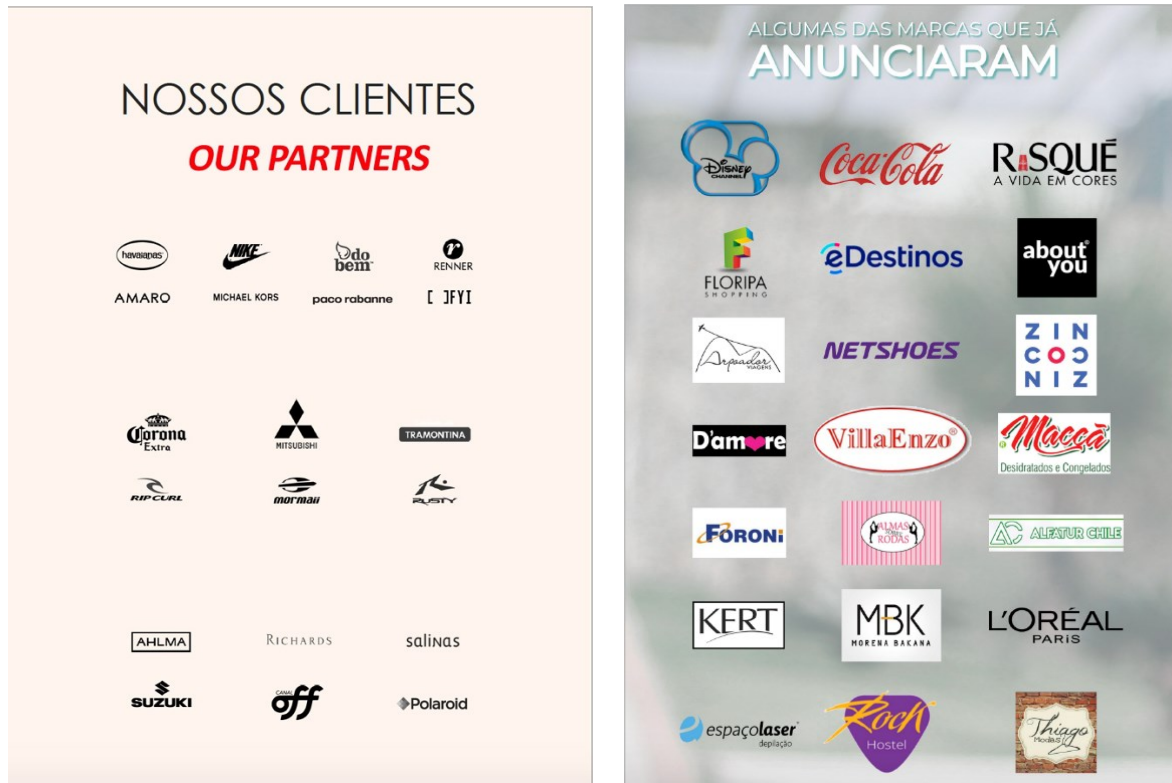 NOSSOS CLIENTES
OUR PARTNERS
havaianas
NIKE
do bem
RENNER
AMARO
MICHAEL KORS
paco rabanne
[ ]FYI
Corona Extra
MITSUBISHI
TRAMONTINA
RIP CURL
mormaii
RUSTY
AHLMA
RICHARDS
salinas
SUZUKI
CANAL off
Polaroid
ALGUMAS DAS MARCAS QUE JÁ
ANUNCIARAM
Disney
CHANNEL
Coca-Cola
RISQUÉ
A VIDA EM CORES
F
FLORIPA
SHOPPING
eDestinos
about
you
Arpoador
VIAGENS
NETSHOES
ZIN
COC
NIZ
D'amore
VillaEnzo®
Maccã
Desidratados e Congelados
FORONI
ALMAS
RODAS
AC ALFATUR CHILE
KERT
MBK
MORENA BAKANA
L'ORÉAL
PARIS
espaçolaser
depilação
Rock
Hostel
Thiago
Modas